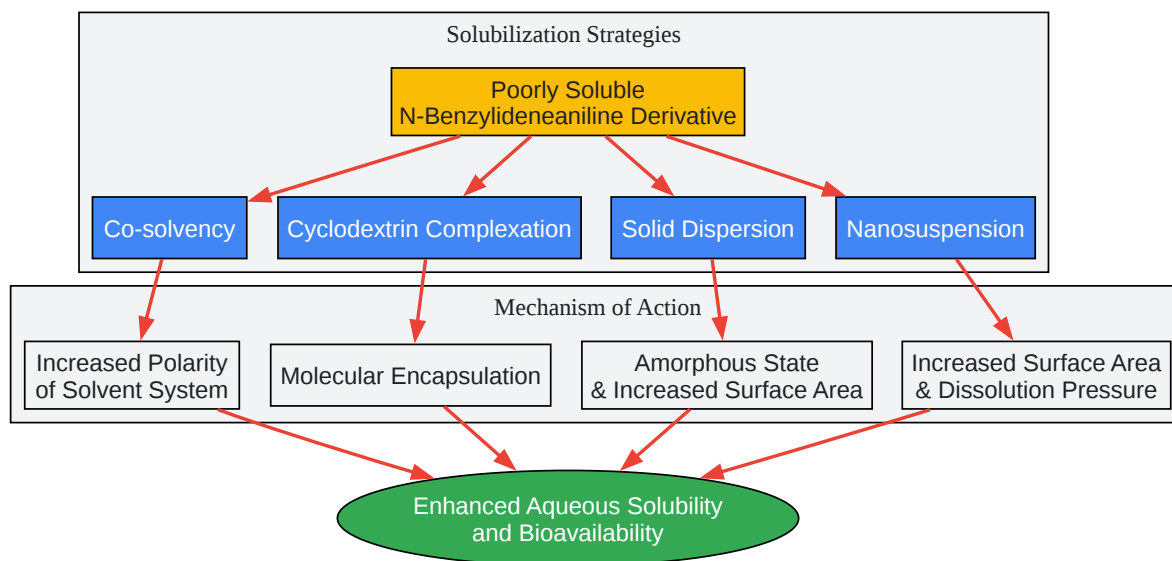 Solubilization Strategies
Poorly Soluble
N-Benzylideneaniline Derivative
Co-solvency
Cyclodextrin Complexation
Solid Dispersion
Nanosuspension
Mechanism of Action
Increased Polarity
of Solvent System
Molecular Encapsulation
Amorphous State
& Increased Surface Area
Increased Surface Area
& Dissolution Pressure
Enhanced Aqueous Solubility
and Bioavailability